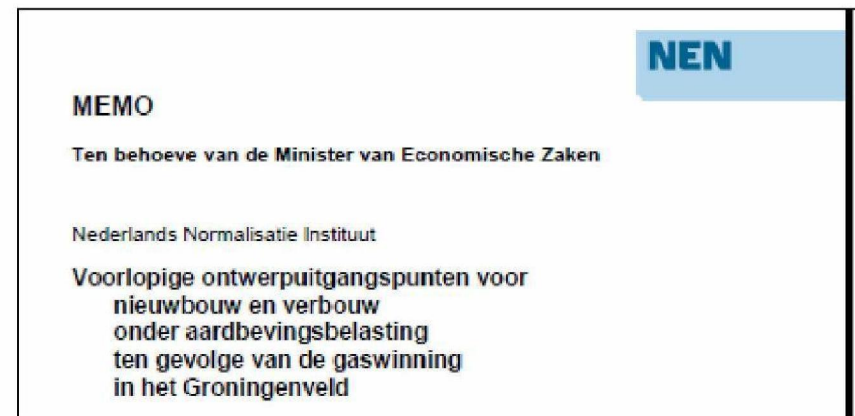 NEN
MEMO
Ten behoeve van de Minister van Economische Zaken
Nederlands Normalisatie Instituut
Voorlopige ontwerpuitgangspunten voor
nieuwbouw en verbouw
onder aardbevingsbelasting
ten gevolge van de gaswinning
in het Groningenveld